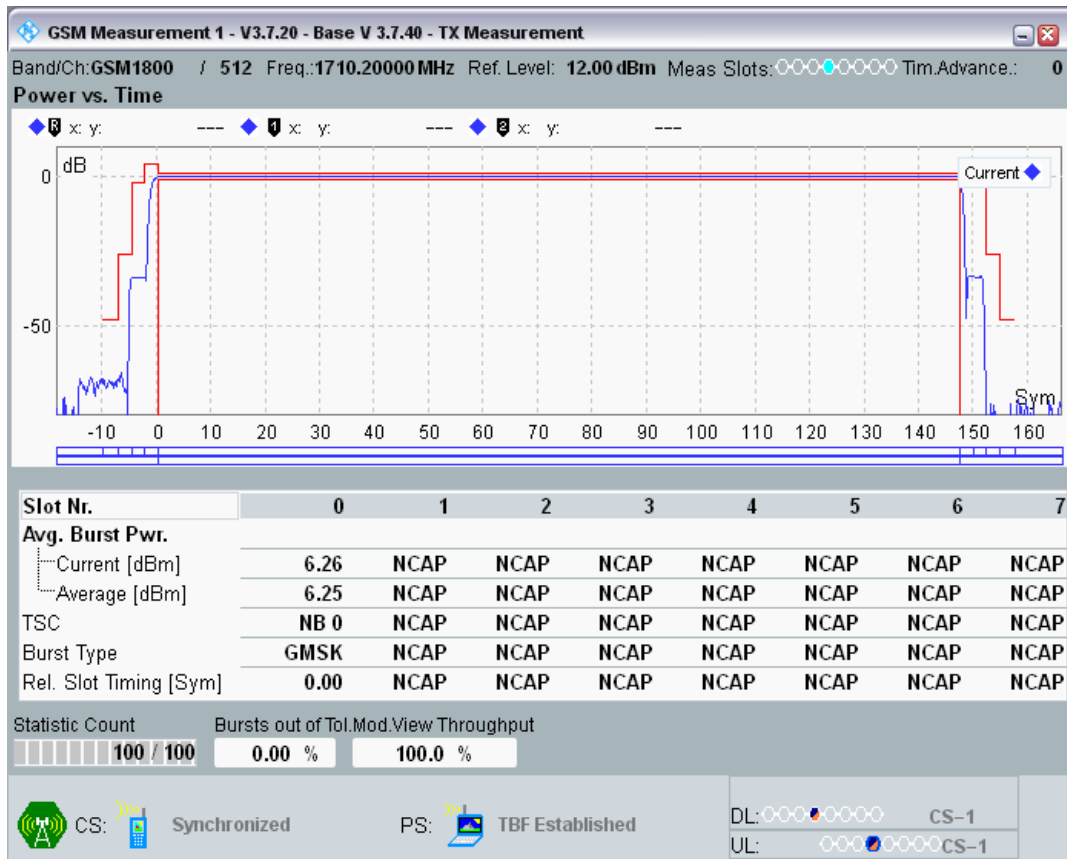 GSM Measurement 1 - V3.7.20 - Base V 3.7.40 - TX Measurement
Band/Ch:GSM1800 / 512 Freq.:1710.20000 MHz Ref. Level: 12.00 dBm Meas Slots: Tim.Advance.: 0
Power vs. Time
R x: y: --- 1 x: y: --- 2 x: y: ---
dB
0
Current
-50
Sym
-10 0 10 20 30 40 50 60 70 80 90 100 110 120 130 140 150 160
Slot Nr. 0 1 2 3 4 5 6 7
Avg. Burst Pwr.
Current [dBm] 6.26 NCAP NCAP NCAP NCAP NCAP NCAP NCAP
Average [dBm] 6.25 NCAP NCAP NCAP NCAP NCAP NCAP NCAP
TSC NB 0 NCAP NCAP NCAP NCAP NCAP NCAP NCAP
Burst Type GMSK NCAP NCAP NCAP NCAP NCAP NCAP NCAP
Rel. Slot Timing [Sym] 0.00 NCAP NCAP NCAP NCAP NCAP NCAP NCAP
Statistic Count Bursts out of Tol.Mod.View Throughput
100 / 100 0.00 % 100.0 %
CS: Synchronized PS: TBF Established DL: CS-1
UL: CS-1